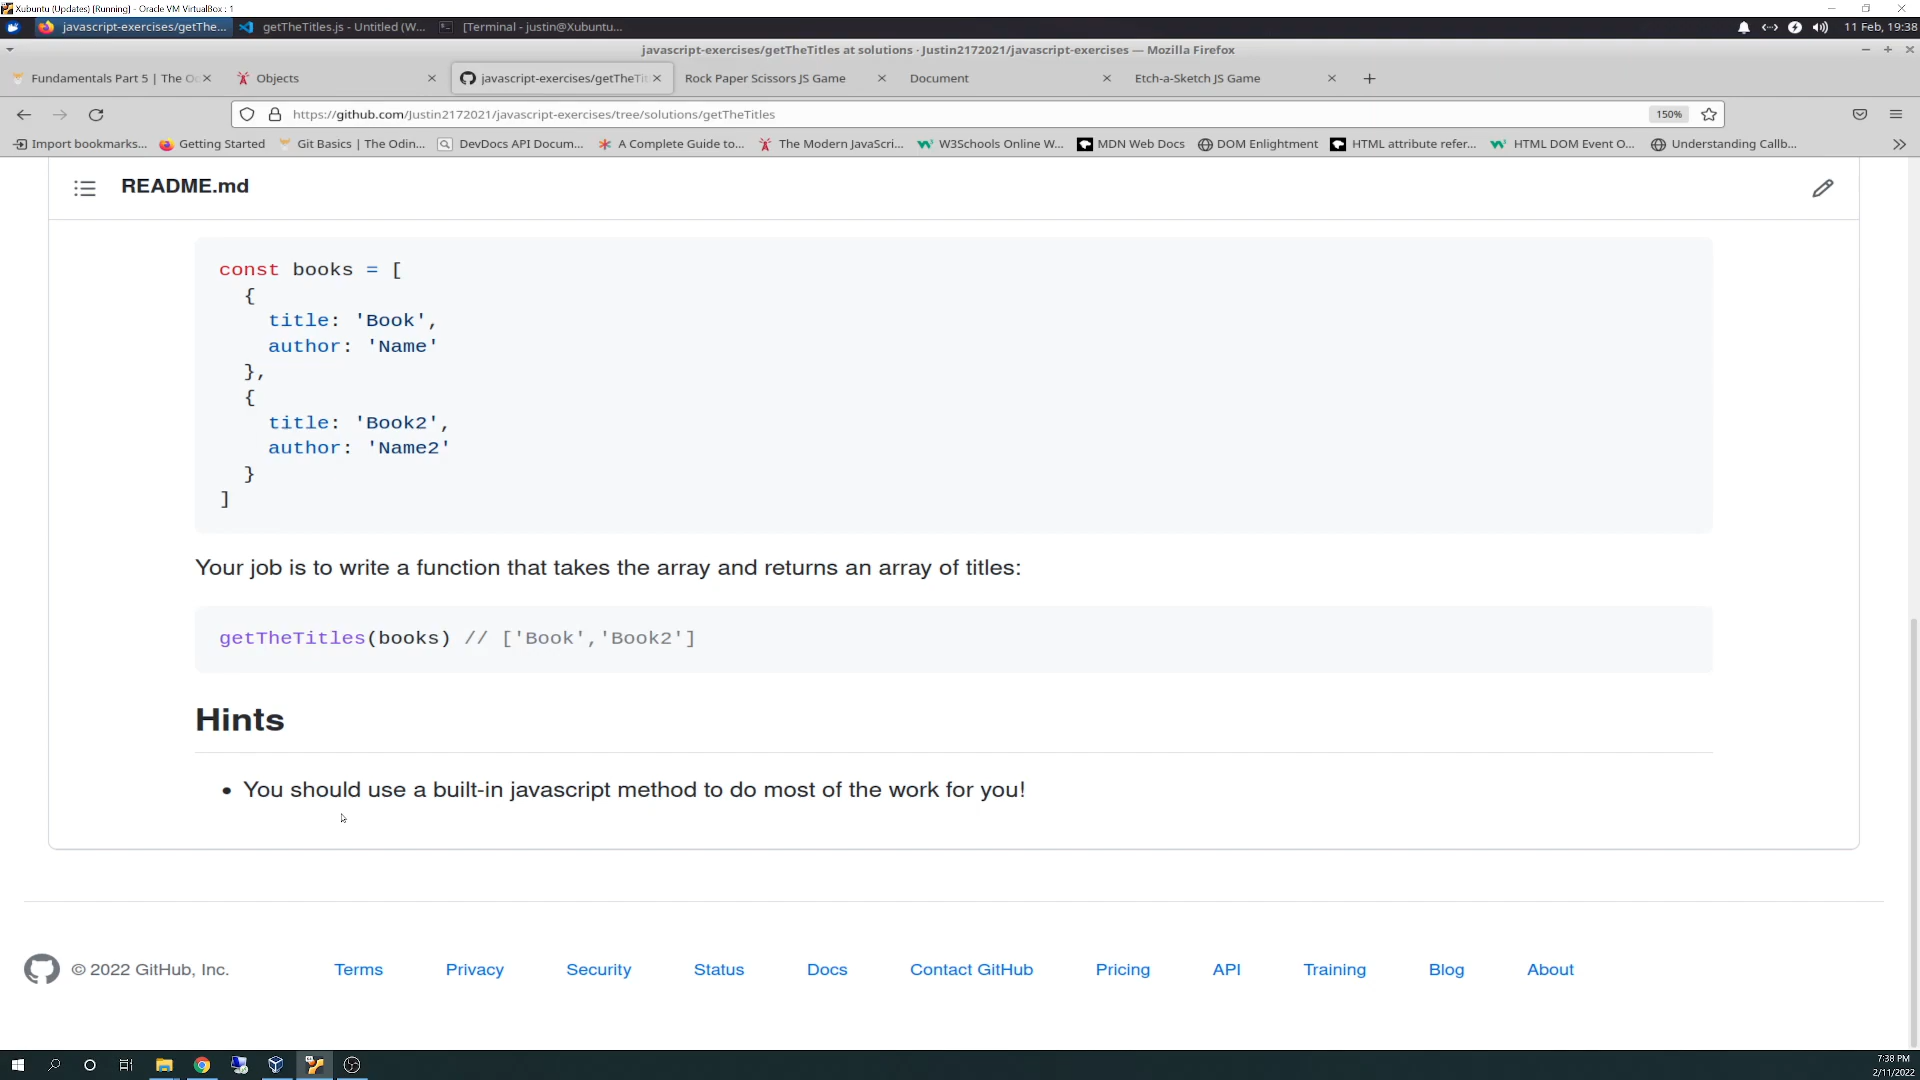 Xubuntu (Updates) [Running] - Oracle VM VirtualBox : 1
javascript-exercises/getThe...
getTheTitles.js - Untitled (W...
[Terminal - justin@Xubuntu...
11 Feb, 19:38
javascript-exercises/getTheTitles at solutions · Justin2172021/javascript-exercises — Mozilla Firefox
Fundamentals Part 5 | The O
Objects
javascript-exercises/getTheTit
Rock Paper Scissors JS Game
Document
Etch-a-Sketch JS Game
https://github.com/Justin2172021/javascript-exercises/tree/solutions/getTheTitles
150%
Import bookmarks...
Getting Started
Git Basics | The Odin...
DevDocs API Docum...
A Complete Guide to...
The Modern JavaScri...
W3Schools Online W...
MDN Web Docs
DOM Enlightment
HTML attribute refer...
HTML DOM Event O...
Understanding Callb...
README.md
const books = [
{
title: 'Book',
author: 'Name'
},
{
title: 'Book2',
author: 'Name2'
}
]
Your job is to write a function that takes the array and returns an array of titles:
getTheTitles(books) // ['Book','Book2']
Hints
• You should use a built-in javascript method to do most of the work for you!
© 2022 GitHub, Inc.
Terms
Privacy
Security
Status
Docs
Contact GitHub
Pricing
API
Training
Blog
About
7:38 PM
2/11/2022